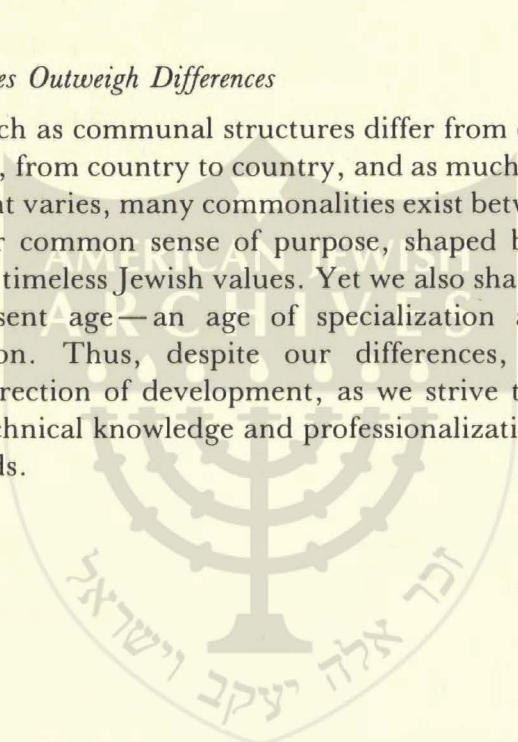 es Outweigh Differences
ch as communal structures differ from
, from country to country, and as much
nt varies, many commonalities exist betw
r common sense of purpose, shaped b
timeless Jewish values. Yet we also sha
sent age—an age of specialization a
on. Thus, despite our differences,
rection of development, as we strive t
chnical knowledge and professionalizati
ds.
AMERICAN JEWISH
ARCHIVES
זכר אלה יעקב וישראל